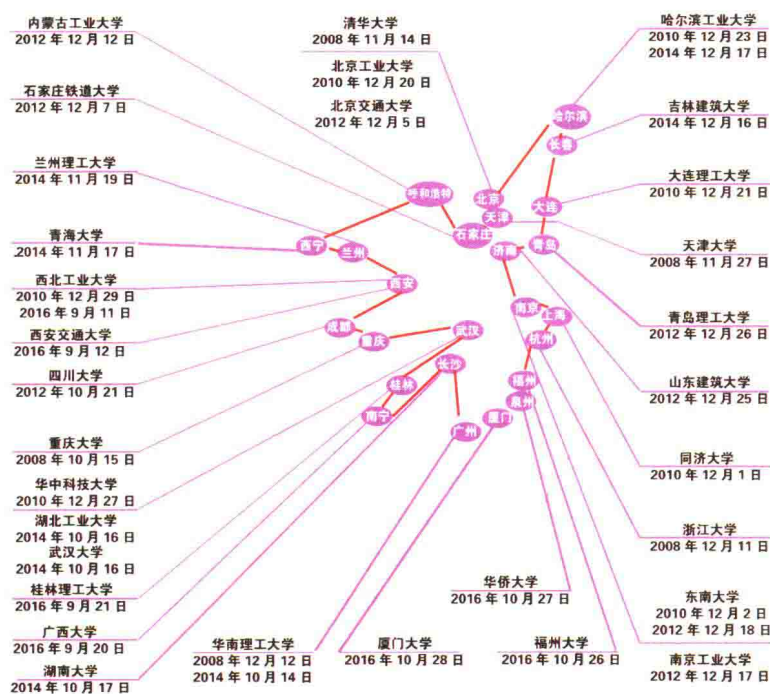 内蒙古工业大学
2012 年 12 月 12 日
石家庄铁道大学
2012 年 12 月 7 日
兰州理工大学
2014 年 11 月 19 日
青海大学
2014 年 11 月 17 日
西北工业大学
2010 年 12 月 29 日
2016 年 9 月 11 日
西安交通大学
2016 年 9 月 12 日
四川大学
2012 年 10 月 21 日
重庆大学
2008 年 10 月 15 日
华中科技大学
2010 年 12 月 27 日
湖北工业大学
2014 年 10 月 16 日
武汉大学
2014 年 10 月 16 日
桂林理工大学
2016 年 9 月 21 日
广西大学
2016 年 9 月 20 日
湖南大学
2014 年 10 月 17 日
清华大学
2008 年 11 月 14 日
北京工业大学
2010 年 12 月 20 日
北京交通大学
2012 年 12 月 5 日
哈尔滨
长春
呼和浩特
北京
天津
大连
石家庄
济南
青岛
西宁
兰州
西安
南京
上海
成都
重庆
武汉
杭州
长沙
桂林
福州
泉州
南宁
广州
厦门
华南理工大学
2008 年 12 月 12 日
2014 年 10 月 14 日
厦门大学
2016 年 10 月 28 日
华侨大学
2016 年 10 月 27 日
福州大学
2016 年 10 月 26 日
哈尔滨工业大学
2010 年 12 月 23 日
2014 年 12 月 17 日
吉林建筑大学
2014 年 12 月 16 日
大连理工大学
2010 年 12 月 21 日
天津大学
2008 年 11 月 27 日
青岛理工大学
2012 年 12 月 26 日
山东建筑大学
2012 年 12 月 25 日
同济大学
2010 年 12 月 1 日
浙江大学
2008 年 12 月 11 日
东南大学
2010 年 12 月 2 日
2012 年 12 月 18 日
南京工业大学
2012 年 12 月 17 日